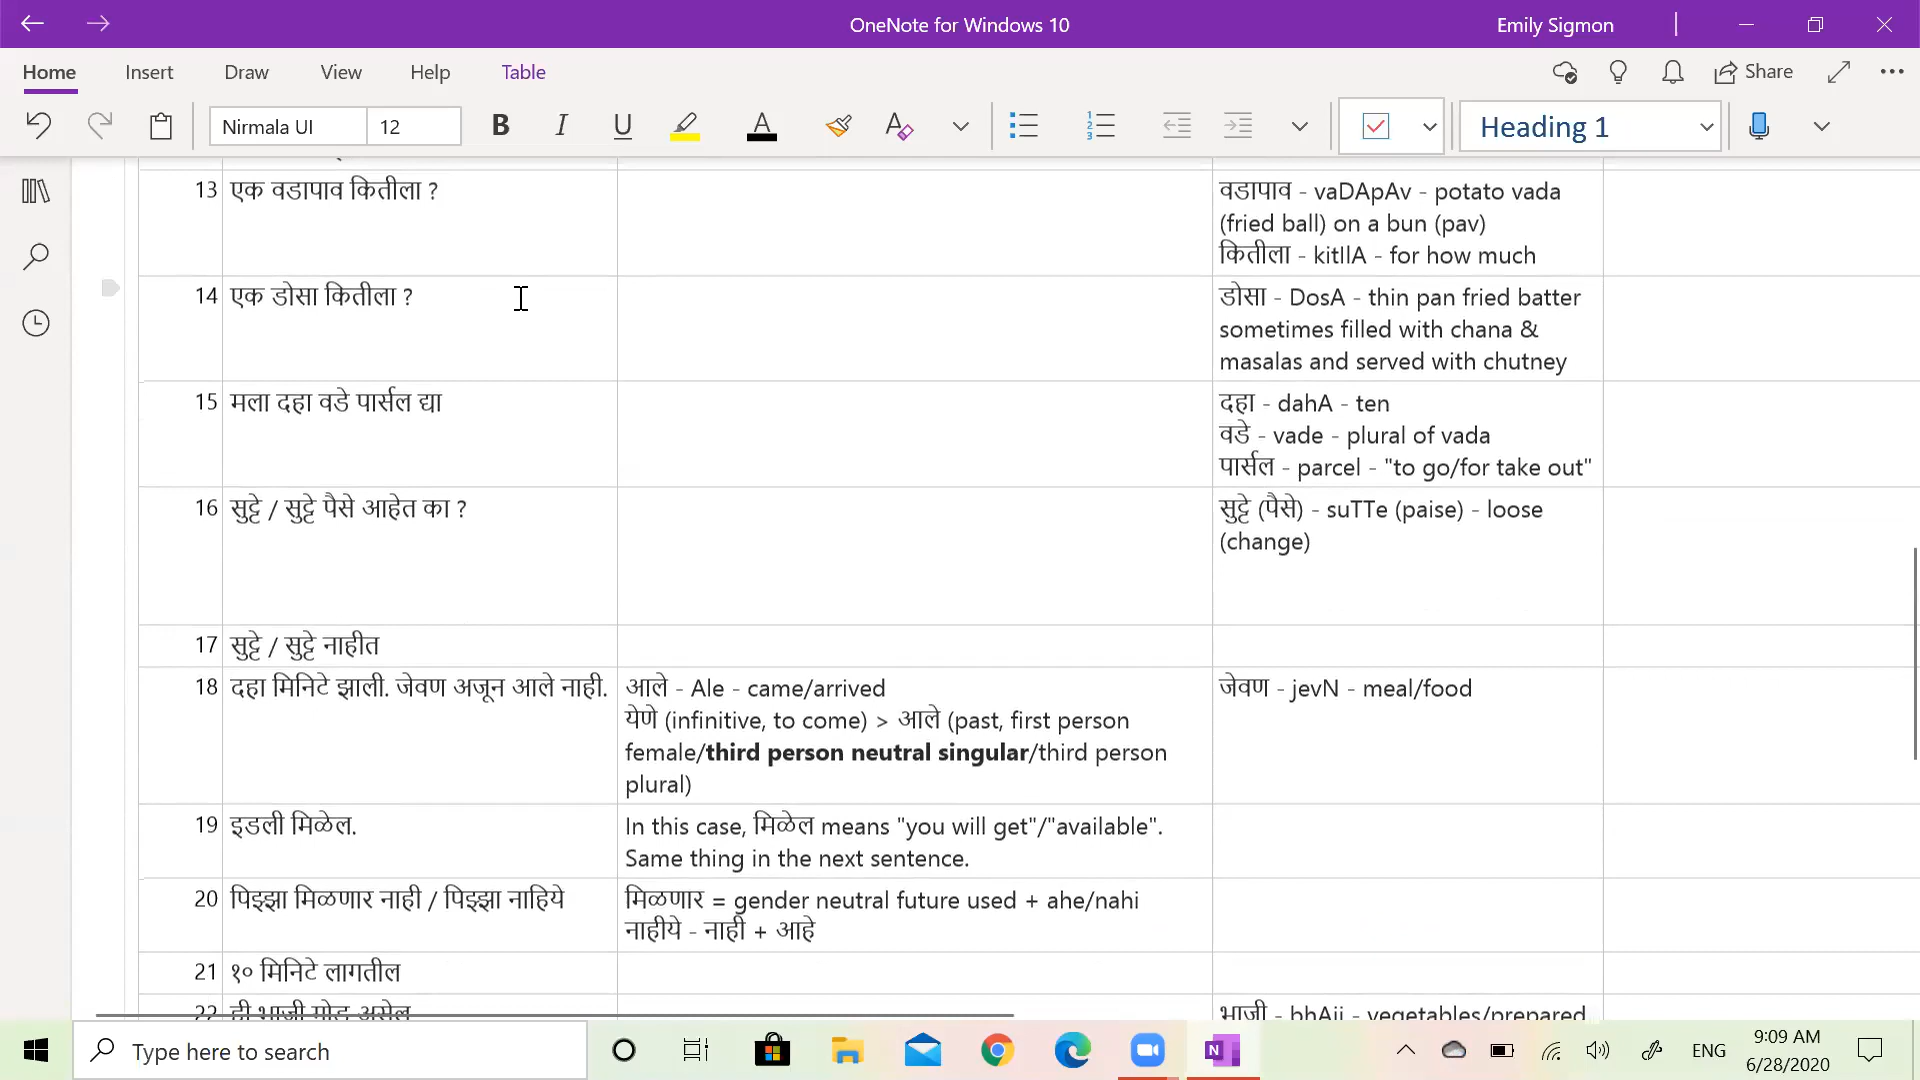 OneNote for Windows 10
Emily Sigmon
Home Insert Draw View Help Table
Share
Nirmala UI 12 B I U A Heading 1
13 एक वडापाव कितीला ?
वडापाव - vaDApAv - potato vada
(fried ball) on a bun (pav)
कितीला - kitIlA - for how much
14 एक डोसा कितीला ?
डोसा - DosA - thin pan fried batter
sometimes filled with chana &
masalas and served with chutney
15 मला दहा वडे पार्सल द्या
दहा - dahA - ten
वडे - vade - plural of vada
पार्सल - parcel - "to go/for take out"
16 सुट्टे / सुट्टे पैसे आहेत का ?
सुट्टे (पैसे) - suTTe (paise) - loose
(change)
17 सुट्टे / सुट्टे नाहीत
18 दहा मिनिटे झाली. जेवण अजून आले नाही.
आले - Ale - came/arrived
येणे (infinitive, to come) > आले (past, first person
female/third person neutral singular/third person
plural)
जेवण - jevN - meal/food
19 इडली मिळेल.
In this case, मिळेल means "you will get"/"available".
Same thing in the next sentence.
20 पिझ्झा मिळणार नाही / पिझ्झा नाहिये
मिळणार = gender neutral future used + ahe/nahi
नाहीये - नाही + आहे
21 १० मिनिटे लागतील
22 ही भाजी गोड असेल
भाजी - bhAji - vegetables/prepared
Type here to search
N
ENG
9:09 AM
6/28/2020